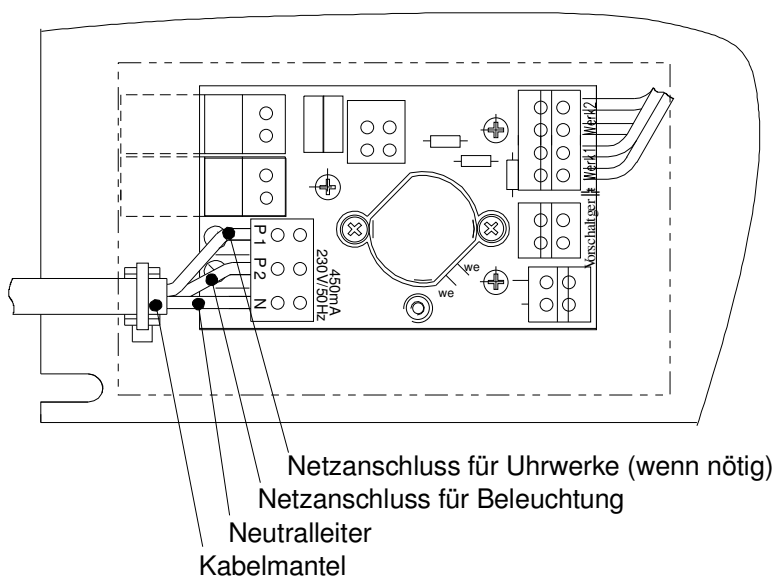 Werk2
Werk1
Vorschaltger
P1
P2
N
450mA
230V/50Hz
we
we
Netzanschluss für Uhrwerke (wenn nötig)
Netzanschluss für Beleuchtung
Neutralleiter
Kabelmantel